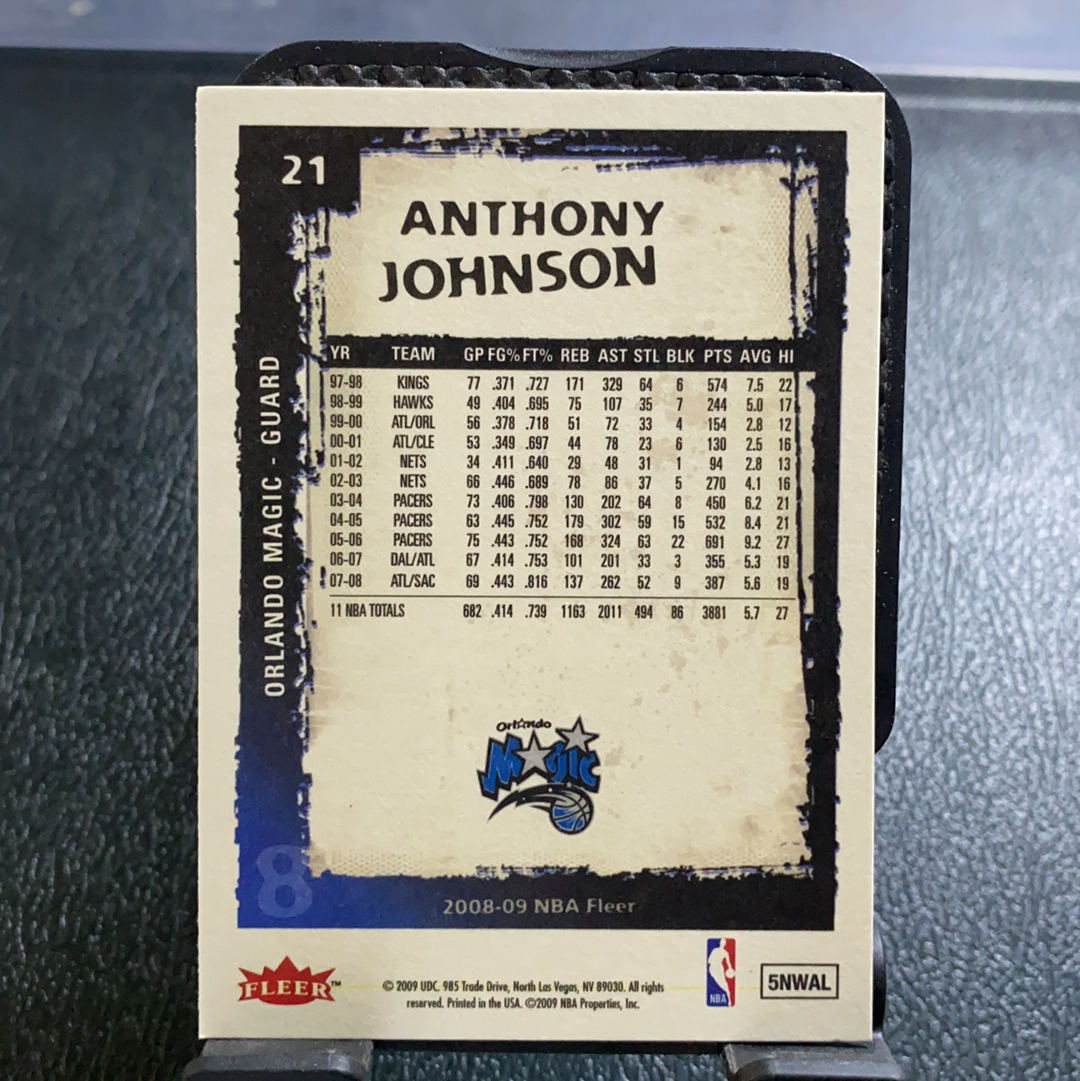 21
ANTHONY
JOHNSON
YR TEAM GP FG% FT% REB AST STL BLK PTS AVG HI
97-98 KINGS 77 .371 .727 171 329 64 6 574 7.5 22
98-99 HAWKS 49 .404 .695 75 107 35 7 244 5.0 17
99-00 ATL/ORL 56 .378 .718 51 72 33 4 154 2.8 12
00-01 ATL/CLE 53 .349 .697 44 78 23 6 130 2.5 16
01-02 NETS 34 .411 .640 29 48 31 1 94 2.8 13
02-03 NETS 66 .446 .689 78 86 37 5 270 4.1 16
03-04 PACERS 73 .406 .798 130 202 64 8 450 6.2 21
04-05 PACERS 63 .445 .752 179 302 59 15 532 8.4 21
05-06 PACERS 75 .443 .752 168 324 63 22 691 9.2 27
06-07 DAL/ATL 67 .414 .753 101 201 33 3 355 5.3 19
07-08 ATL/SAC 69 .443 .816 137 262 52 9 387 5.6 19
11 NBA TOTALS 682 .414 .739 1163 2011 494 86 3881 5.7 27
ORLANDO MAGIC - GUARD
Orlando
Magic
8
2008-09 NBA Fleer
FLEER™
© 2009 UDC. 985 Trade Drive, North Las Vegas, NV 89030. All rights
reserved. Printed in the USA. ©2009 NBA Properties, Inc.
NBA
5NWAL